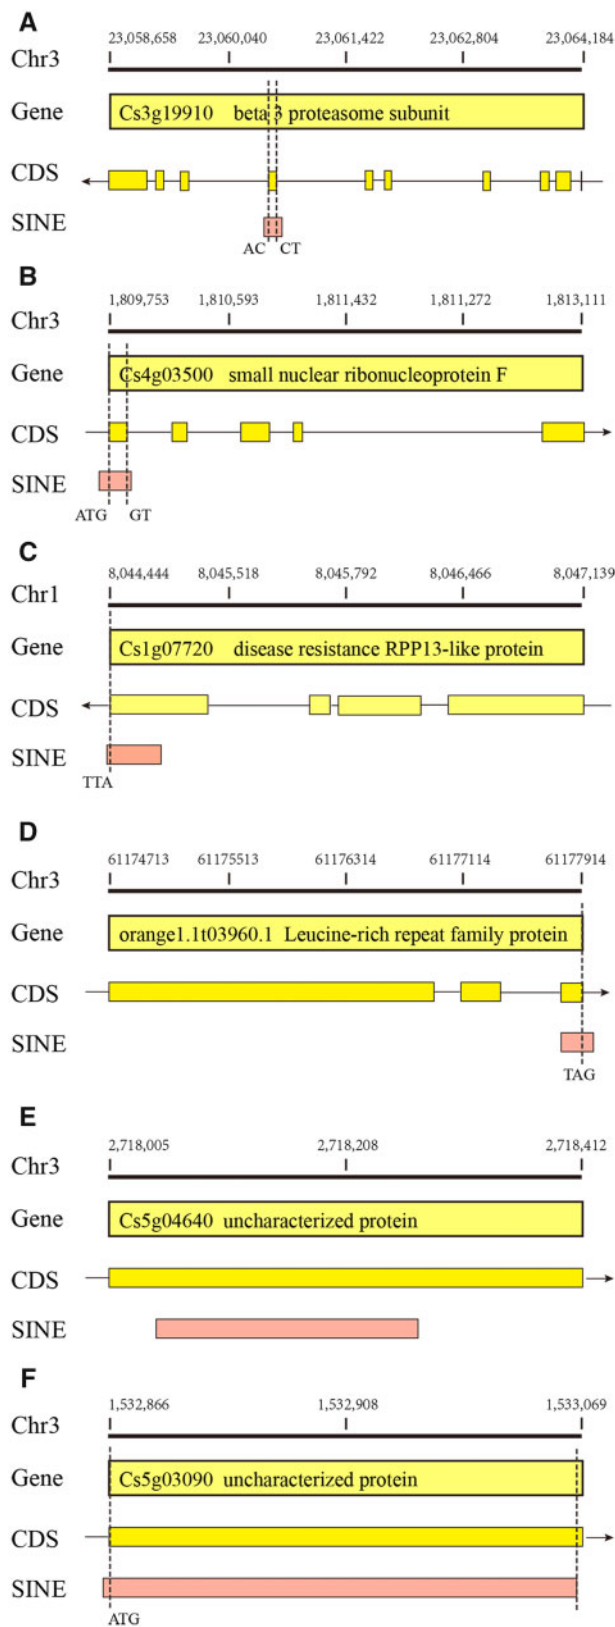 A
23,058,658 23,060,040 23,061,422 23,062,804 23,064,184
Chr3
Gene Cs3g19910 beta 3 proteasome subunit
CDS
SINE
AC CT
B
1,809,753 1,810,593 1,811,432 1,811,272 1,813,111
Chr3
Gene Cs4g03500 small nuclear ribonucleoprotein F
CDS
SINE
ATG GT
C
8,044,444 8,045,518 8,045,792 8,046,466 8,047,139
Chr1
Gene Cs1g07720 disease resistance RPP13-like protein
CDS
SINE
TTA
D
61174713 61175513 61176314 61177114 61177914
Chr3
Gene orange1.1t03960.1 Leucine-rich repeat family protein
CDS
SINE
TAG
E
2,718,005 2,718,208 2,718,412
Chr3
Gene Cs5g04640 uncharacterized protein
CDS
SINE
F
1,532,866 1,532,908 1,533,069
Chr3
Gene Cs5g03090 uncharacterized protein
CDS
SINE
ATG